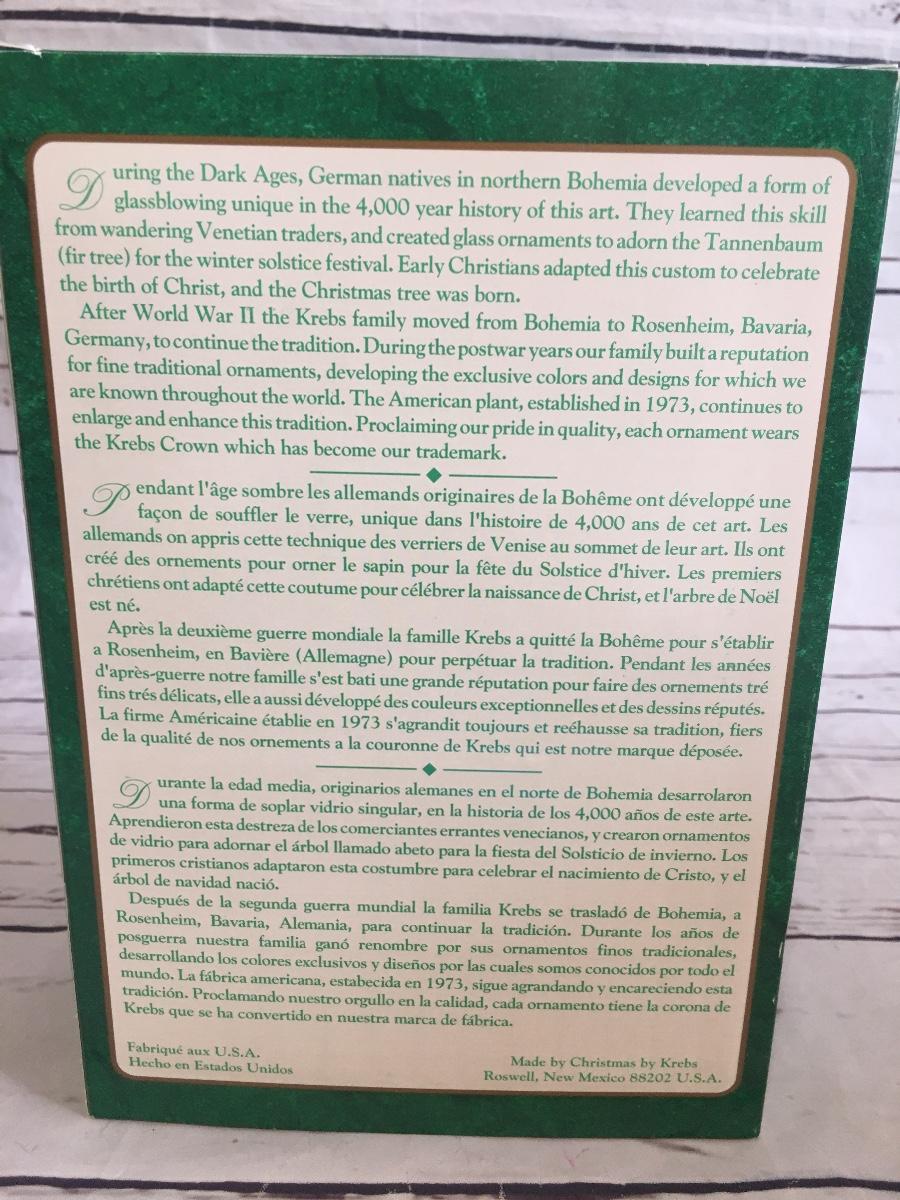 During the Dark Ages, German natives in northern Bohemia developed a form of
glassblowing unique in the 4,000 year history of this art. They learned this skill
from wandering Venetian traders, and created glass ornaments to adorn the Tannenbaum
(fir tree) for the winter solstice festival. Early Christians adapted this custom to celebrate
the birth of Christ, and the Christmas tree was born.
After World War II the Krebs family moved from Bohemia to Rosenheim, Bavaria,
Germany, to continue the tradition. During the postwar years our family built a reputation
for fine traditional ornaments, developing the exclusive colors and designs for which we
are known throughout the world. The American plant, established in 1973, continues to
enlarge and enhance this tradition. Proclaiming our pride in quality, each ornament wears
the Krebs Crown which has become our trademark.
Pendant l'âge sombre les allemands originaires de la Bohême ont développé une
façon de souffler le verre, unique dans l'histoire de 4,000 ans de cet art. Les
allemands on appris cette technique des verriers de Venise au sommet de leur art. Ils ont
créé des ornements pour orner le sapin pour la fête du Solstice d'hiver. Les premiers
chrétiens ont adapté cette coutume pour célébrer la naissance de Christ, et l'arbre de Noël
est né.
Après la deuxième guerre mondiale la famille Krebs a quitté la Bohême pour s'établir
a Rosenheim, en Bavière (Allemagne) pour perpétuar la tradition. Pendant les années
d'après-guerre notre famille s'est bati une grande réputation pour faire des ornements tré
fins trés délicats, elle a aussi développé des couleurs exceptionnelles et des dessins réputés.
La firme Américaine établie en 1973 s'agrandit toujours et reéhausse sa tradition, fiers
de la qualité de nos ornements a la couronne de Krebs qui est notre marque déposée.
Durante la edad media, originarios alemanes en el norte de Bohemia desarrolaron
una forma de soplar vidrio singular, en la historia de los 4,000 años de este arte.
Aprendieron esta destreza de los comerciantes errantes venecianos, y crearon ornamentos
de vidrio para adornar el árbol llamado abeto para la fiesta del Solsticio de invierno. Los
primeros cristianos adaptaron esta costumbre para celebrar el nacimiento de Cristo, y el
árbol de navidad nació.
Después de la segunda guerra mundial la familia Krebs se trasladó de Bohemia, a
Rosenheim, Bavaria, Alemania, para continuar la tradición. Durante los años de
posguerra nuestra familia ganó renombre por sus ornamentos finos tradicionales,
desarrollando los colores exclusivos y diseños por las cuales somos conocidos por todo el
mundo. La fábrica americana, estabecida en 1973, sigue agrandando y encareciendo esta
tradición. Proclamando nuestro orgullo en la calidad, cada ornamento tiene la corona de
Krebs que se ha convertido en nuestra marca de fábrica.
Fabriqué aux U.S.A.
Hecho en Estados Unidos
Made by Christmas by Krebs
Roswell, New Mexico 88202 U.S.A.